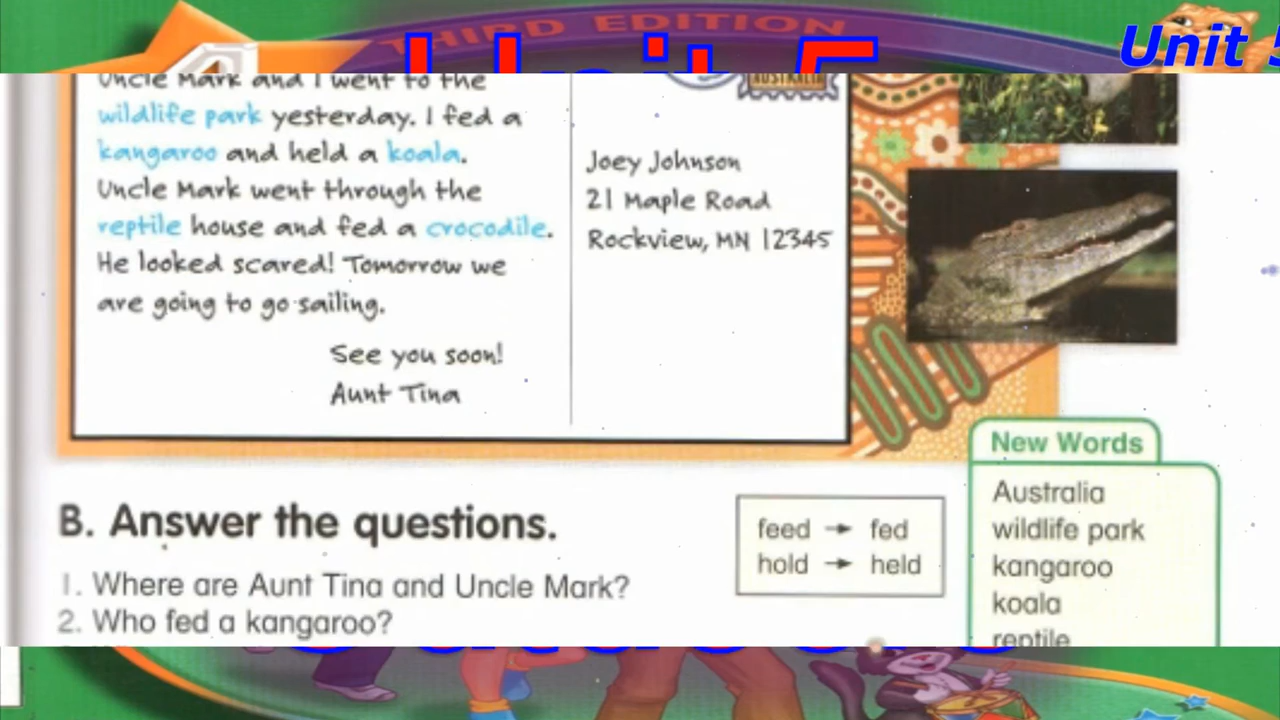 THIRD EDITION
Unit 5
Uncle Mark and I went to the
wildlife park yesterday. I fed a
kangaroo and held a koala.
Uncle Mark went through the
reptile house and fed a crocodile.
He looked scared! Tomorrow we
are going to go sailing.
See you soon!
Aunt Tina
AUSTRALIA
Joey Johnson
21 Maple Road
Rockview, MN 12345
B. Answer the questions.
feed → fed
hold → held
1. Where are Aunt Tina and Uncle Mark?
2. Who fed a kangaroo?
New Words
Australia
wildlife park
kangaroo
koala
reptile